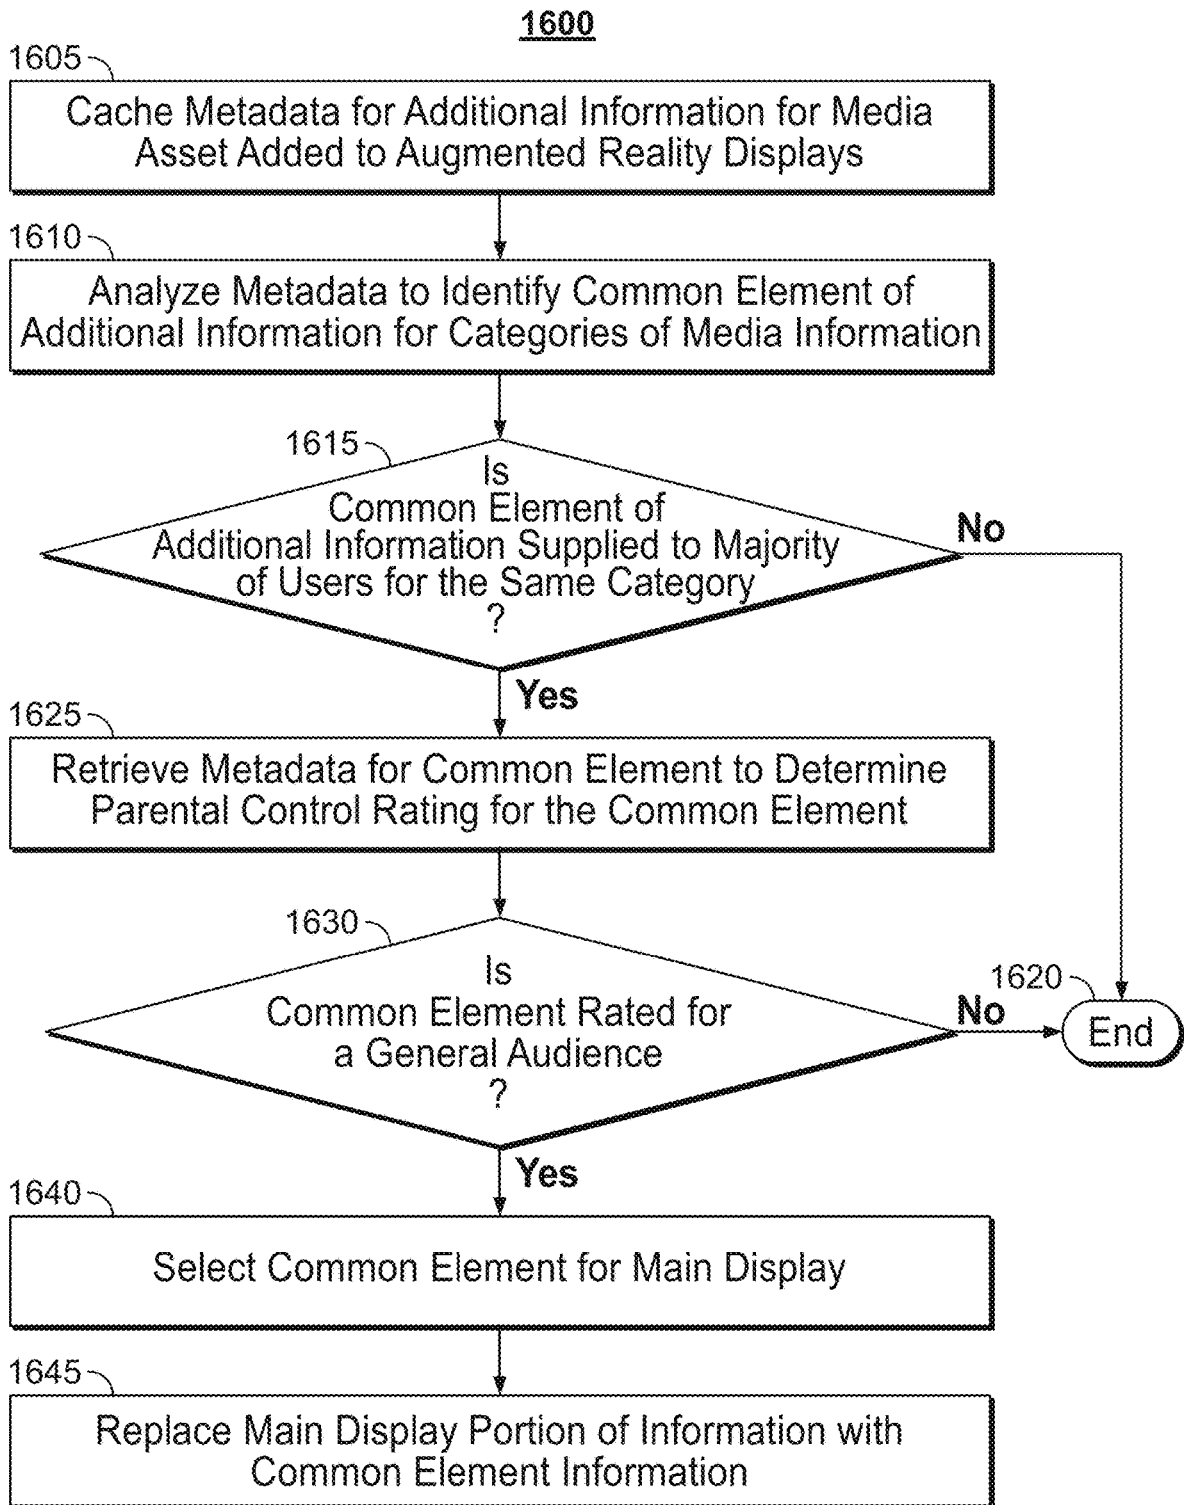 1600
1605
Cache Metadata for Additional Information for Media
Asset Added to Augmented Reality Displays
1610
Analyze Metadata to Identify Common Element of
Additional Information for Categories of Media Information
1615
Is
Common Element of
Additional Information Supplied to Majority
of Users for the Same Category
?
No
Yes
1625
Retrieve Metadata for Common Element to Determine
Parental Control Rating for the Common Element
1630
Is
Common Element Rated for
a General Audience
?
No
1620
End
Yes
1640
Select Common Element for Main Display
1645
Replace Main Display Portion of Information with
Common Element Information